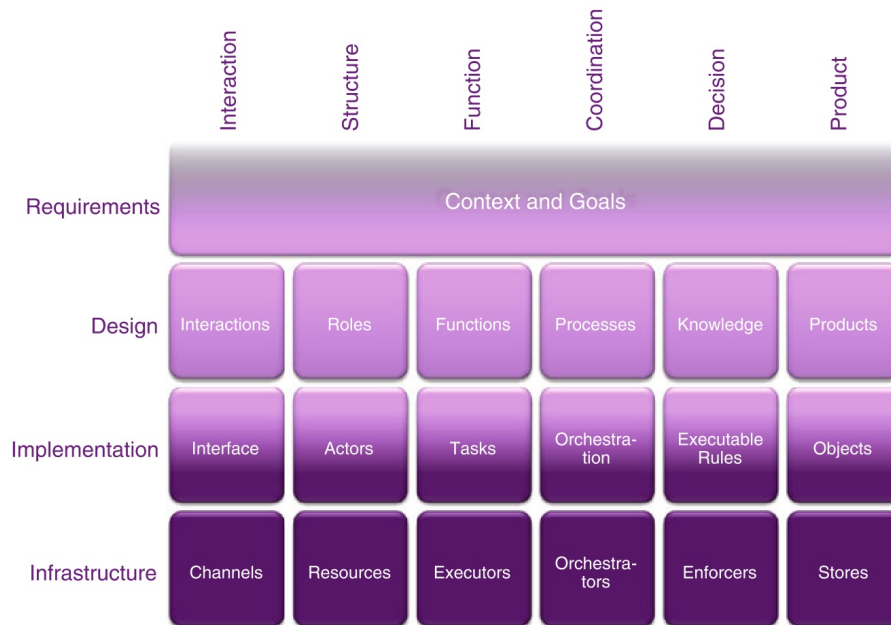 Interaction
Structure
Function
Coordination
Decision
Product
Requirements
Context and Goals
Design
Interactions
Roles
Functions
Processes
Knowledge
Products
Implementation
Interface
Actors
Tasks
Orchestra-
tion
Executable
Rules
Objects
Infrastructure
Channels
Resources
Executors
Orchestra-
tors
Enforcers
Stores